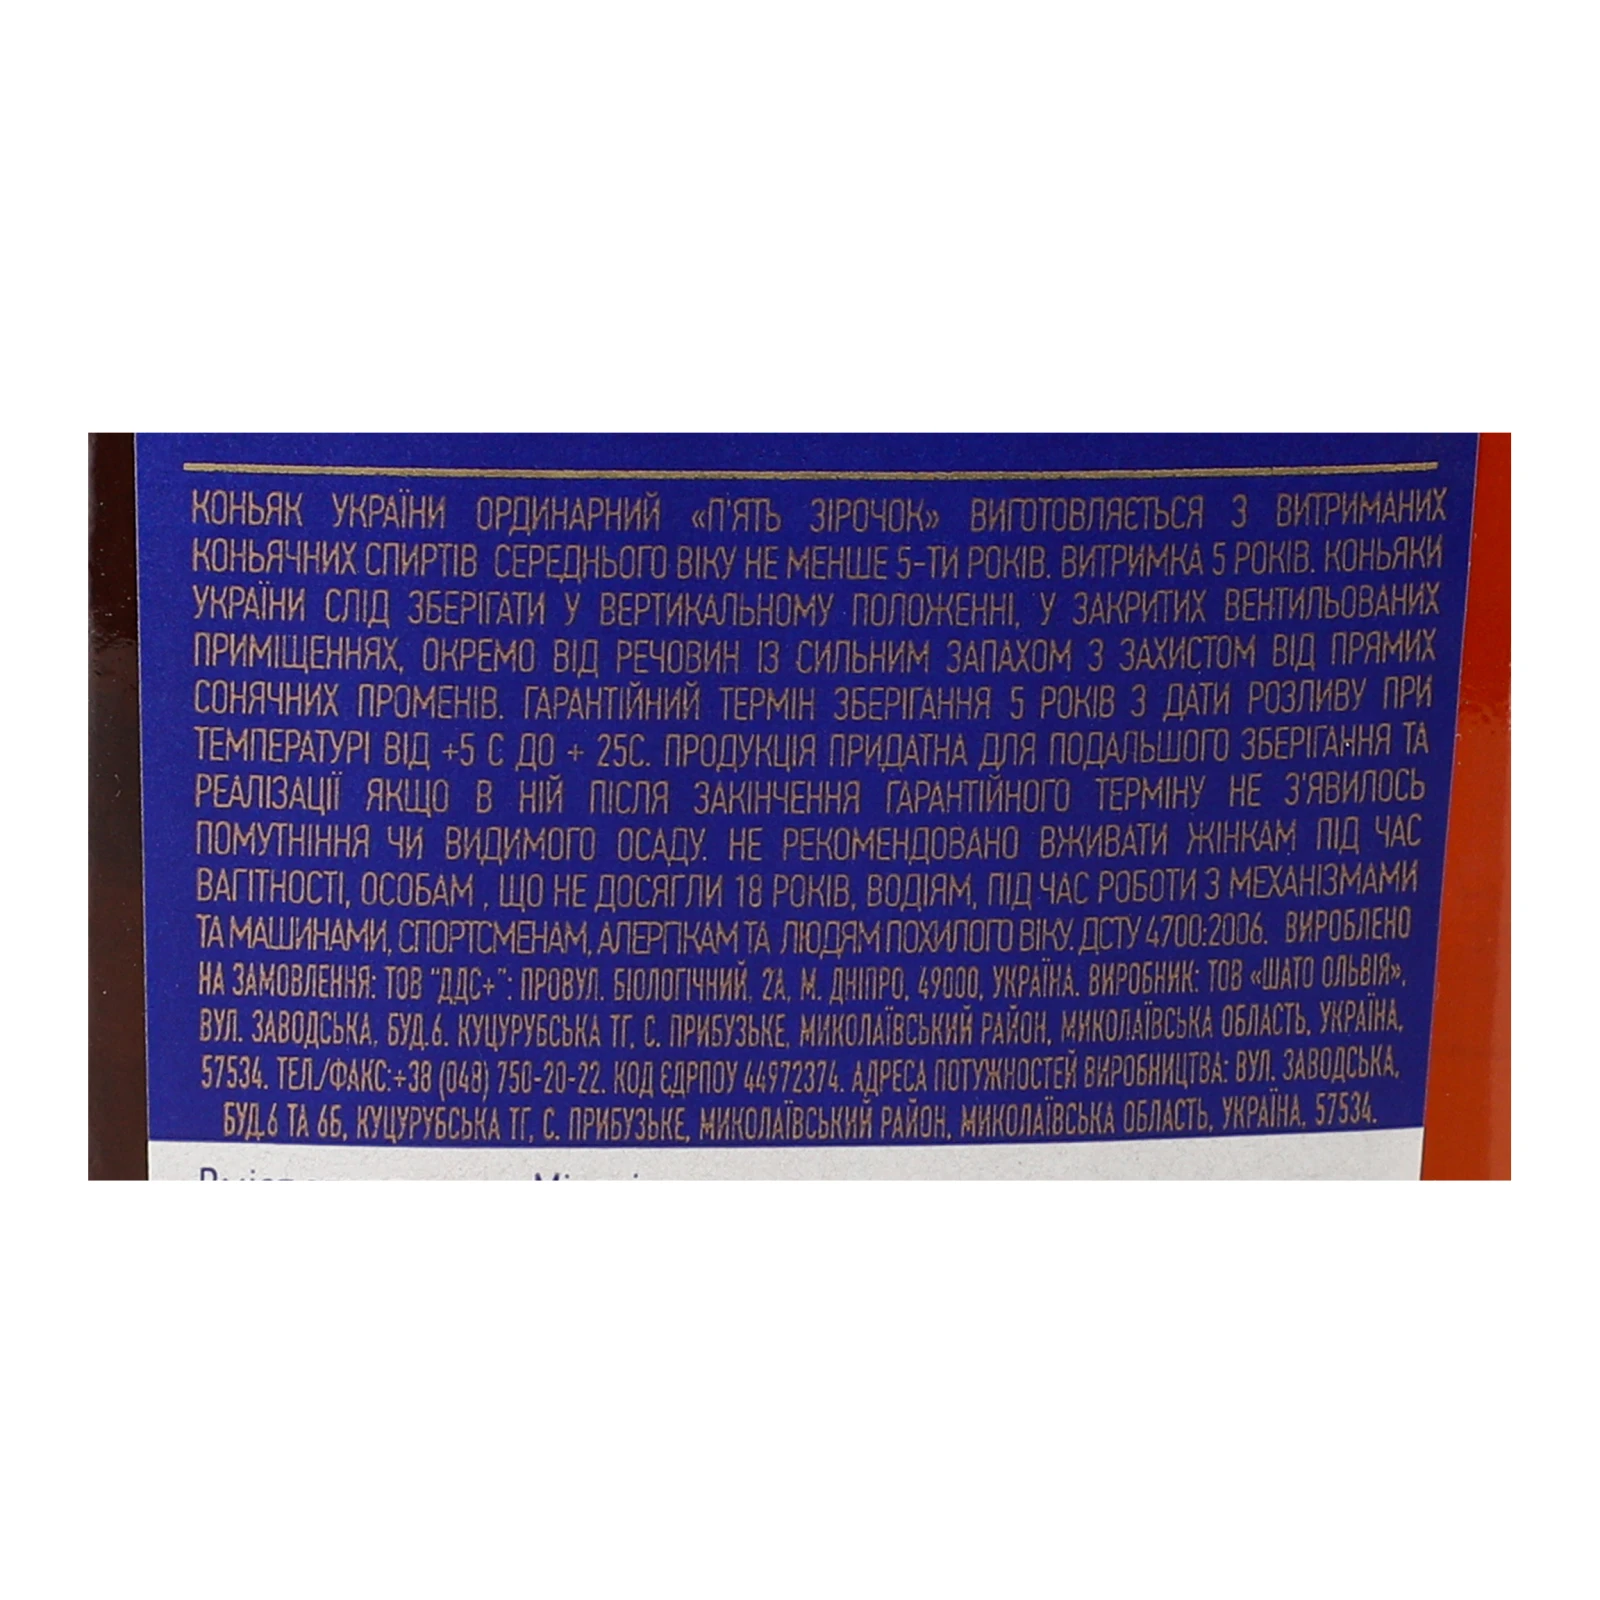 КОНЬЯК УКРАЇНИ ОРДИНАРНИЙ «П'ЯТЬ ЗІРОЧОК» ВИГОТОВЛЯЄТЬСЯ З ВИТРИМАНИХ
КОНЬЯЧНИХ СПИРТІВ СЕРЕДНЬОГО ВІКУ НЕ МЕНШЕ 5-ТИ РОКІВ. ВИТРИМКА 5 РОКІВ. КОНЬЯКИ
УКРАЇНИ СЛІД ЗБЕРІГАТИ У ВЕРТИКАЛЬНОМУ ПОЛОЖЕННІ, У ЗАКРИТИХ ВЕНТИЛЬОВАНИХ
ПРИМІЩЕННЯХ, ОКРЕМО ВІД РЕЧОВИН ІЗ СИЛЬНИМ ЗАПАХОМ З ЗАХИСТОМ ВІД ПРЯМИХ
СОНЯЧНИХ ПРОМЕНІВ. ГАРАНТІЙНИЙ ТЕРМІН ЗБЕРІГАННЯ 5 РОКІВ З ДАТИ РОЗЛИВУ ПРИ
ТЕМПЕРАТУРІ ВІД +5 С ДО + 25С. ПРОДУКЦІЯ ПРИДАТНА ДЛЯ ПОДАЛЬШОГО ЗБЕРІГАННЯ ТА
РЕАЛІЗАЦІЇ ЯКЩО В НІЙ ПІСЛЯ ЗАКІНЧЕННЯ ГАРАНТІЙНОГО ТЕРМІНУ НЕ З'ЯВИЛОСЬ
ПОМУТНІННЯ ЧИ ВИДИМОГО ОСАДУ. НЕ РЕКОМЕНДОВАНО ВЖИВАТИ ЖІНКАМ ПІД ЧАС
ВАГІТНОСТІ, ОСОБАМ , ЩО НЕ ДОСЯГЛИ 18 РОКІВ, ВОДІЯМ, ПІД ЧАС РОБОТИ З МЕХАНІЗМАМИ
ТА МАШИНАМИ, СПОРТСМЕНАМ, АЛЕРГІКАМ ТА ЛЮДЯМ ПОХИЛОГО ВІКУ. ДСТУ 4700:2006. ВИРОБЛЕНО
НА ЗАМОВЛЕННЯ: ТОВ "ДДС+": ПРОВУЛ. БІОЛОГІЧНИЙ, 2А, М. ДНІПРО, 49000, УКРАЇНА. ВИРОБНИК: ТОВ «ШАТО ОЛЬВІЯ»,
ВУЛ. ЗАВОДСЬКА, БУД.6. КУЦУРУБСЬКА ТГ, С. ПРИБУЗЬКЕ, МИКОЛАЇВСЬКИЙ РАЙОН, МИКОЛАЇВСЬКА ОБЛАСТЬ, УКРАЇНА,
57534. ТЕЛ./ФАКС:+38 (048) 750-20-22. КОД ЄДРПОУ 44972374. АДРЕСА ПОТУЖНОСТЕЙ ВИРОБНИЦТВА: ВУЛ. ЗАВОДСЬКА,
БУД.6 ТА 6Б, КУЦУРУБСЬКА ТГ, С. ПРИБУЗЬКЕ, МИКОЛАЇВСЬКИЙ РАЙОН, МИКОЛАЇВСЬКА ОБЛАСТЬ, УКРАЇНА, 57534.